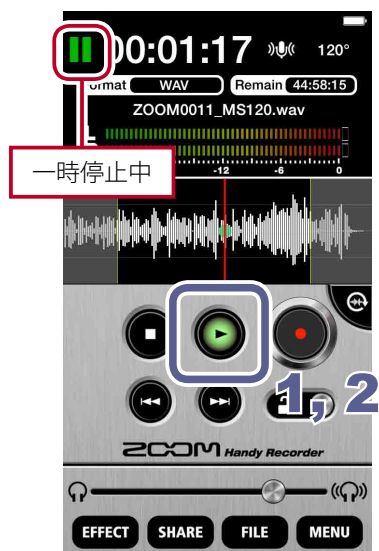 00:01:17
120°
Format WAV Remain 44:58:15
ZOOM0011_MS120.wav
L
一時停止中
-12 -6 0
1, 2
ZOOM Handy Recorder
EFFECT SHARE FILE MENU